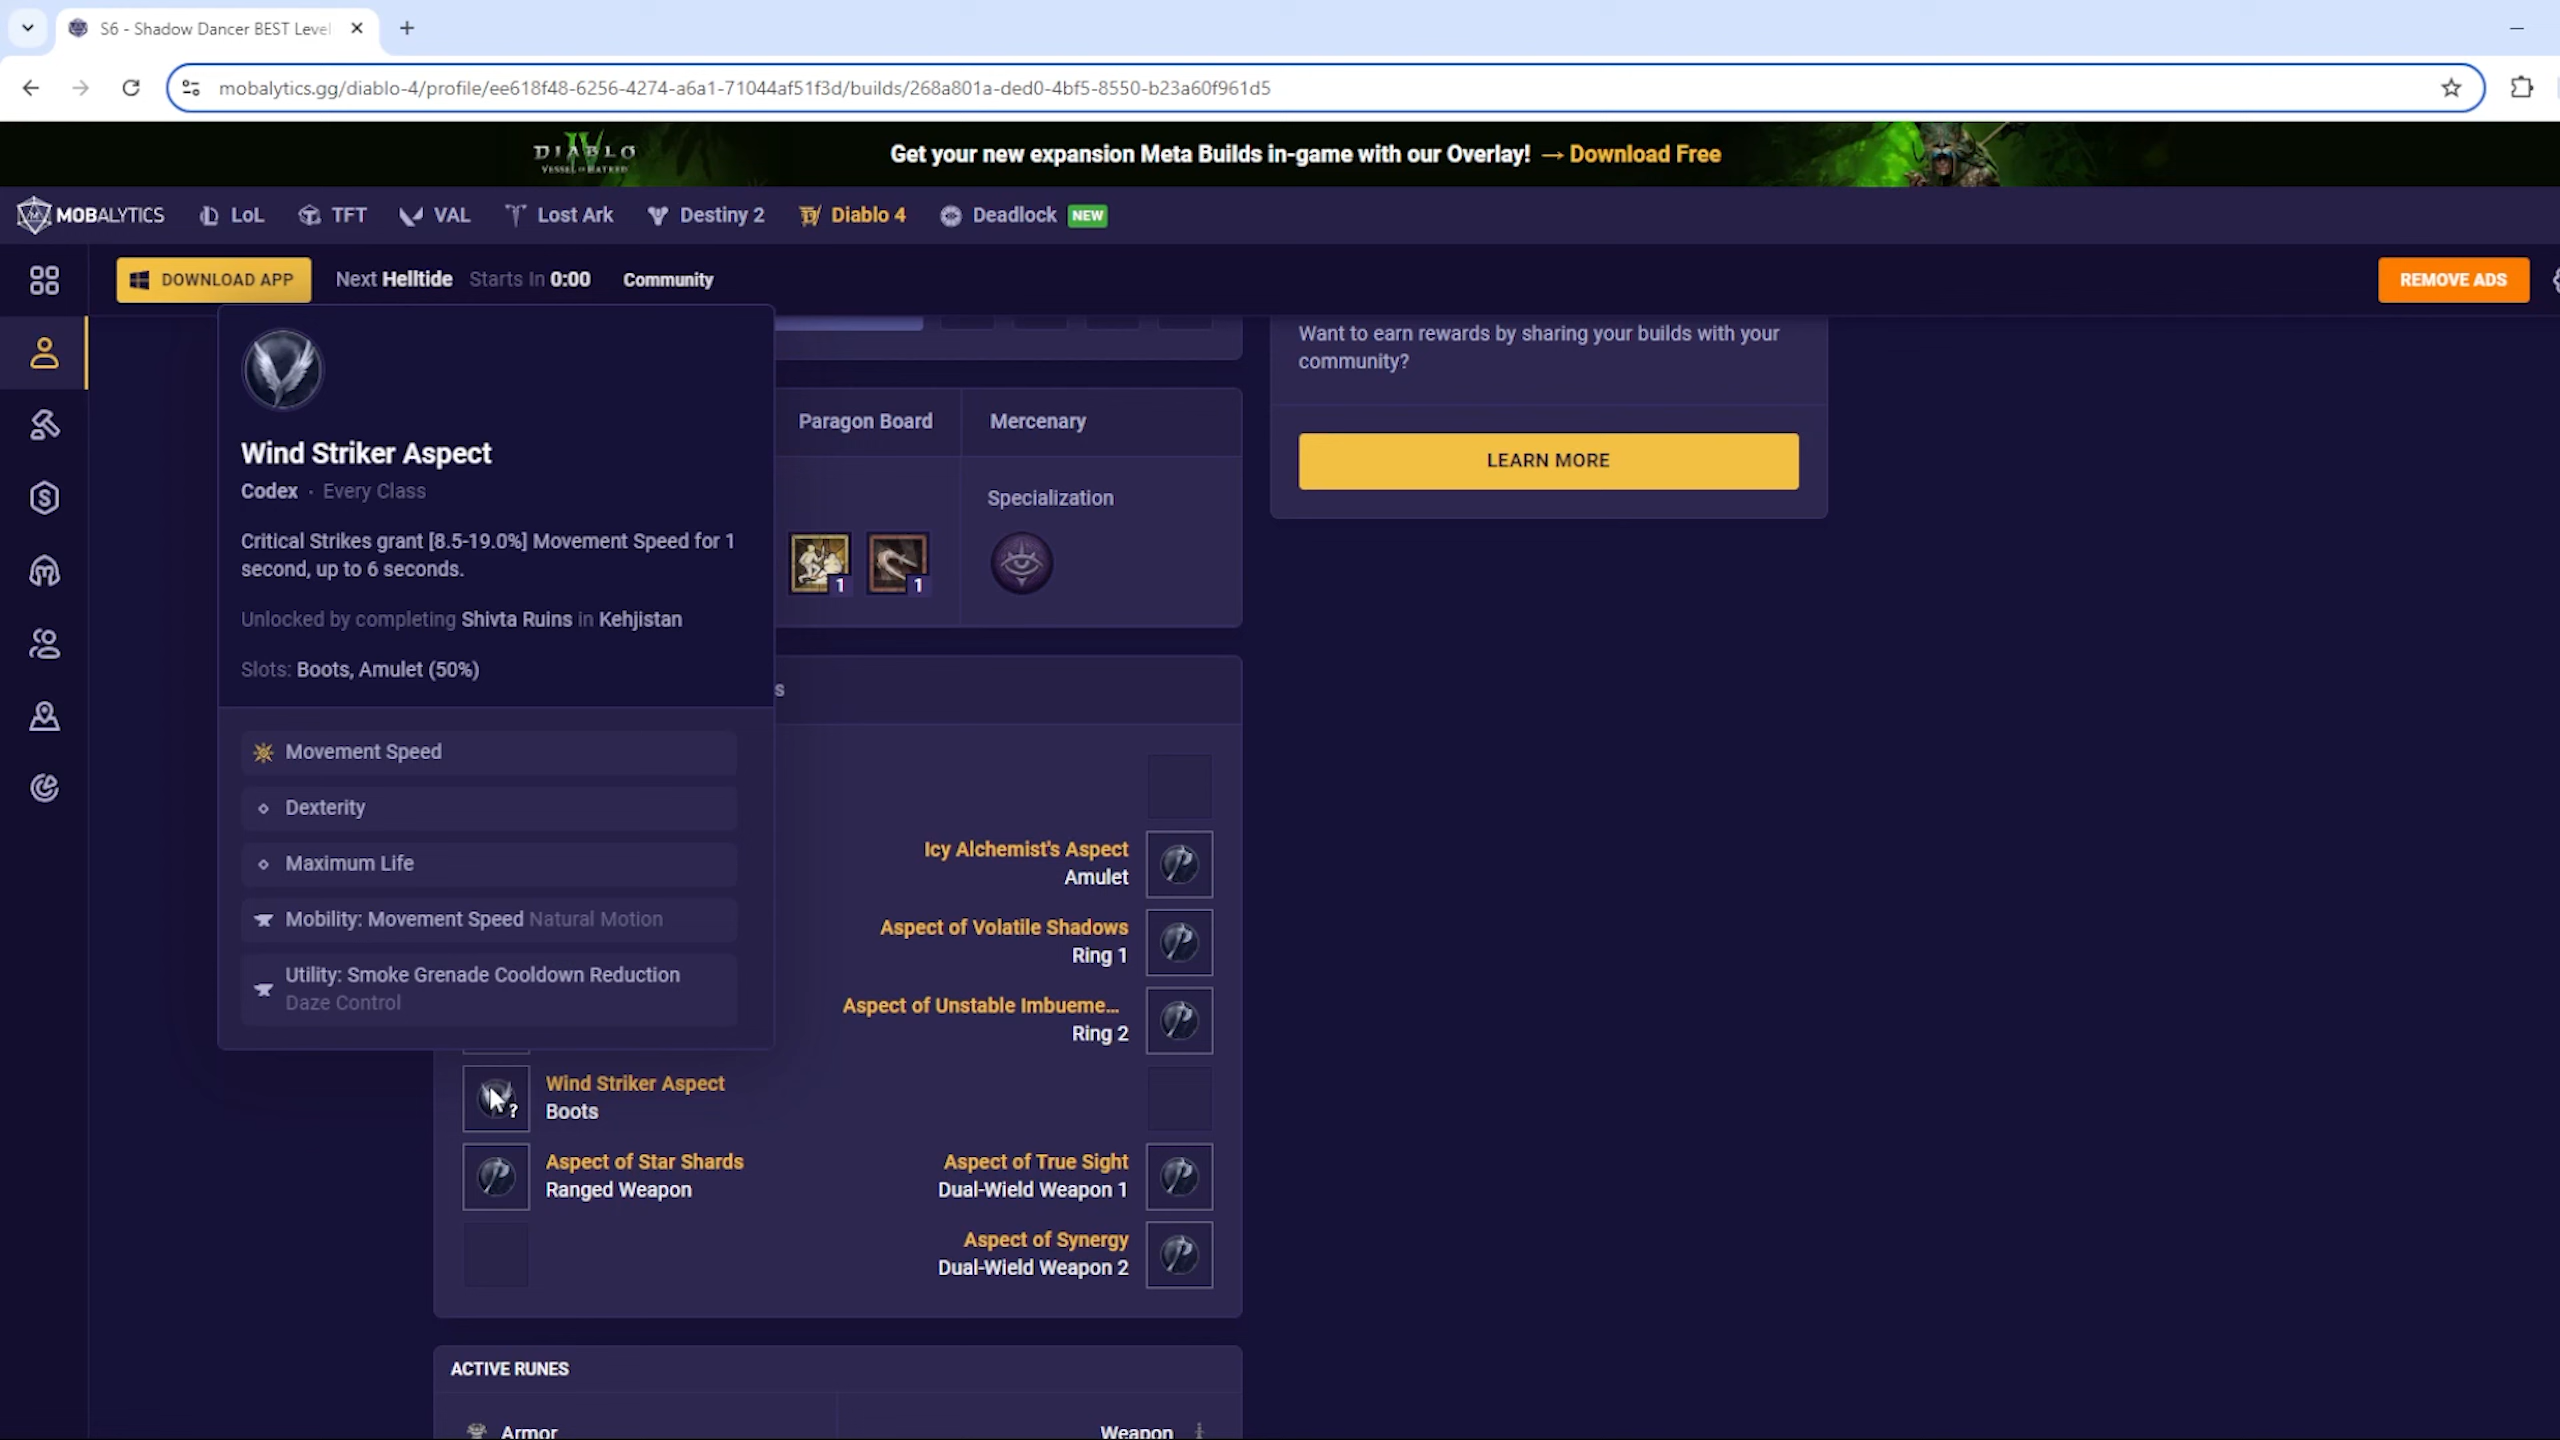 S6 - Shadow Dancer BEST Level
mobalytics.gg/diablo-4/profile/ee618f48-6256-4274-a6a1-71044af51f3d/builds/268a801a-ded0-4bf5-8550-b23a60f961d5
DIABLO
IV
VESSEL OF HATRED
Get your new expansion Meta Builds in-game with our Overlay! → Download Free
MOBALYTICS
LoL
TFT
VAL
Lost Ark
Destiny 2
Diablo 4
Deadlock
NEW
DOWNLOAD APP
Next Helltide Starts In 0:00
Community
REMOVE ADS
Want to earn rewards by sharing your builds with your
community?
LEARN MORE
Wind Striker Aspect
Codex · Every Class
Critical Strikes grant [8.5-19.0%] Movement Speed for 1
second, up to 6 seconds.
Unlocked by completing Shivta Ruins in Kehjistan
Slots: Boots, Amulet (50%)
Movement Speed
Dexterity
Maximum Life
Mobility: Movement Speed Natural Motion
Utility: Smoke Grenade Cooldown Reduction
Daze Control
Paragon Board
Mercenary
Specialization
1
1
s
Icy Alchemist's Aspect
Amulet
Aspect of Volatile Shadows
Ring 1
Aspect of Unstable Imbueme...
Ring 2
Wind Striker Aspect
Boots
Aspect of Star Shards
Ranged Weapon
Aspect of True Sight
Dual-Wield Weapon 1
Aspect of Synergy
Dual-Wield Weapon 2
ACTIVE RUNES
Armor
Weapon